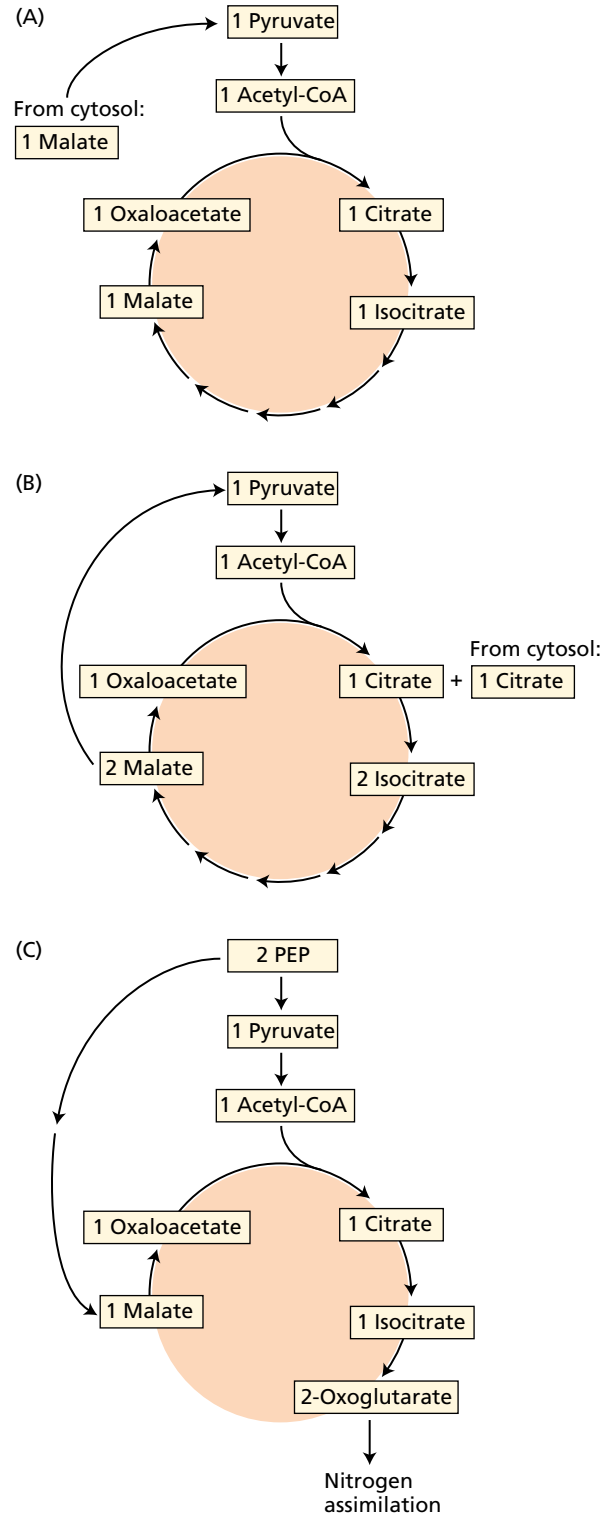 (A)
1 Pyruvate
1 Acetyl-CoA
From cytosol:
1 Malate
1 Oxaloacetate
1 Citrate
1 Malate
1 Isocitrate
(B)
1 Pyruvate
1 Acetyl-CoA
From cytosol:
1 Oxaloacetate
1 Citrate + 1 Citrate
2 Malate
2 Isocitrate
(C)
2 PEP
1 Pyruvate
1 Acetyl-CoA
1 Oxaloacetate
1 Citrate
1 Malate
1 Isocitrate
2-Oxoglutarate
Nitrogen
assimilation